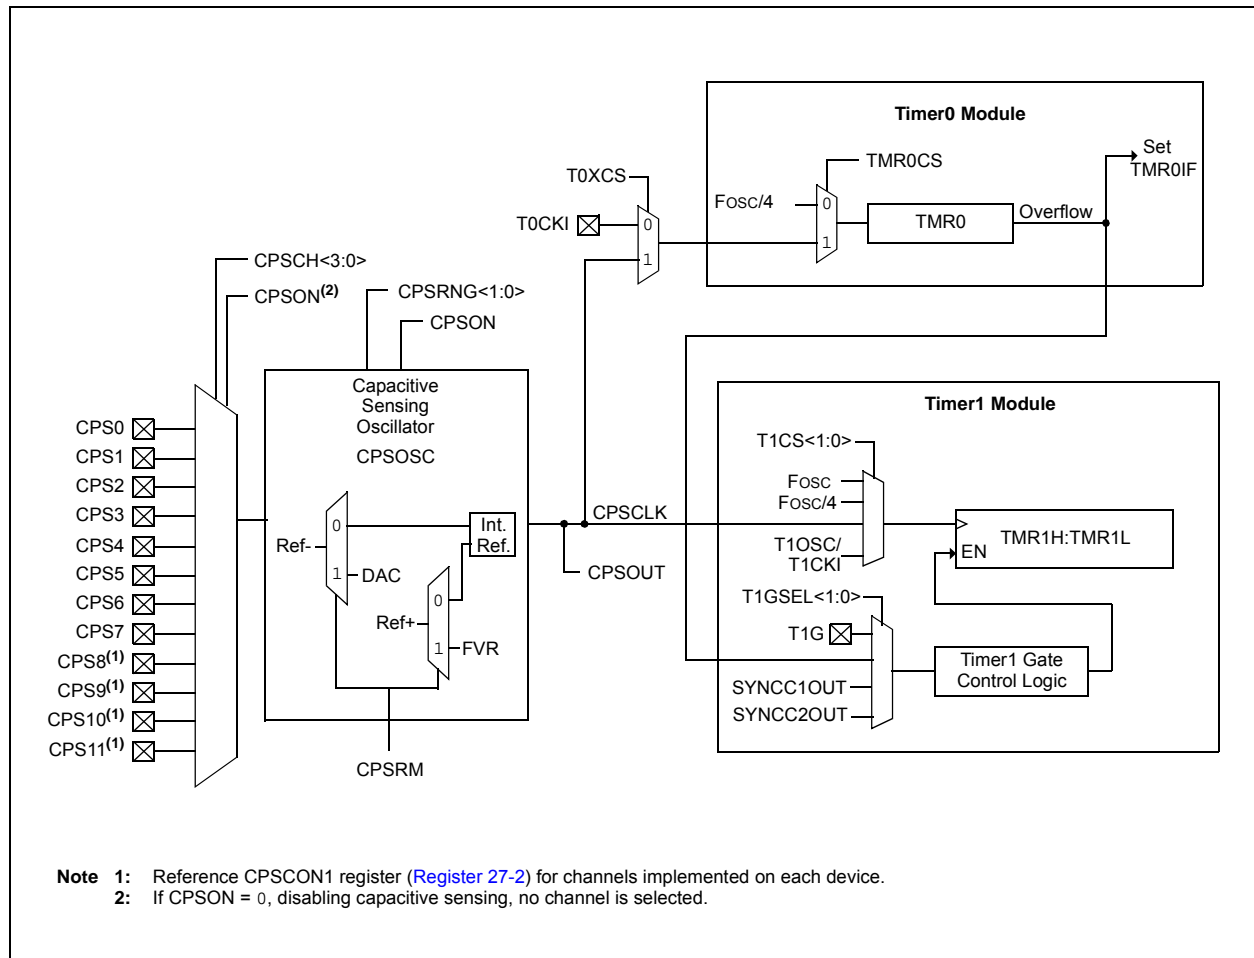 Timer0 Module
Set
TMR0IF
TMR0CS
T0XCS
FOSC/4
0
1
TMR0
Overflow
T0CKI
0
1
CPSCH<3:0>
CPSON(2)
CPSRNG<1:0>
CPSON
Capacitive
Sensing
Oscillator
CPSOSC
Timer1 Module
CPS0
CPS1
CPS2
CPS3
CPS4
CPS5
CPS6
CPS7
CPS8(1)
CPS9(1)
CPS10(1)
CPS11(1)
0
Ref-
1
DAC
Int.
Ref.
0
Ref+
1
FVR
CPSRM
CPSCLK
CPSOUT
T1CS<1:0>
FOSC
FOSC/4
T1OSC/
T1CKI
EN
TMR1H:TMR1L
T1GSEL<1:0>
T1G
SYNCC1OUT
SYNCC2OUT
Timer1 Gate
Control Logic
Note 1: Reference CPSCON1 register (Register 27-2) for channels implemented on each device.
2: If CPSON = 0, disabling capacitive sensing, no channel is selected.